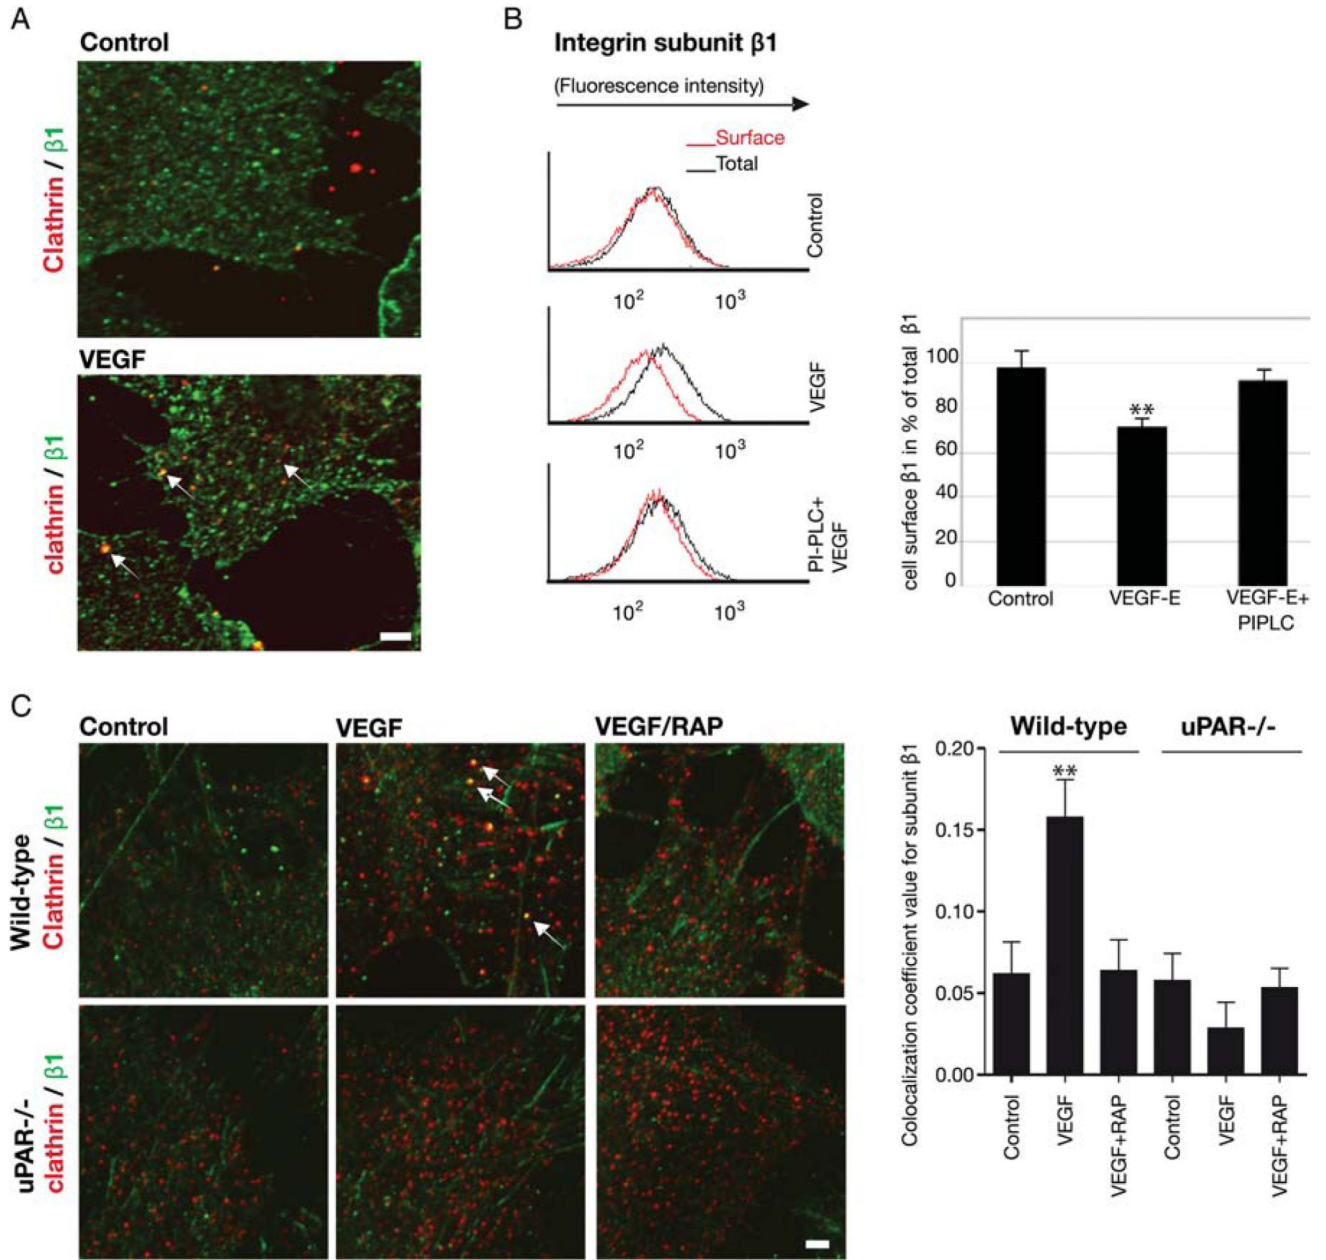 A
Control
Clathrin / β1
VEGF
clathrin / β1
B
Integrin subunit β1
(Fluorescence intensity)
Surface
Total
Control
10² 10³
VEGF
10² 10³
PI-PLC+
VEGF
10² 10³
cell surface β1 in % of total β1
100
80
60
40
20
0
**
Control VEGF-E VEGF-E+
PIPLC
C
Control VEGF VEGF/RAP
Wild-type
Clathrin / β1
uPAR-/-
clathrin / β1
Wild-type uPAR-/-
Colocalization coefficient value for subunit β1
0.20
0.15
0.10
0.05
0.00
**
Control
VEGF
VEGF+RAP
Control
VEGF
VEGF+RAP